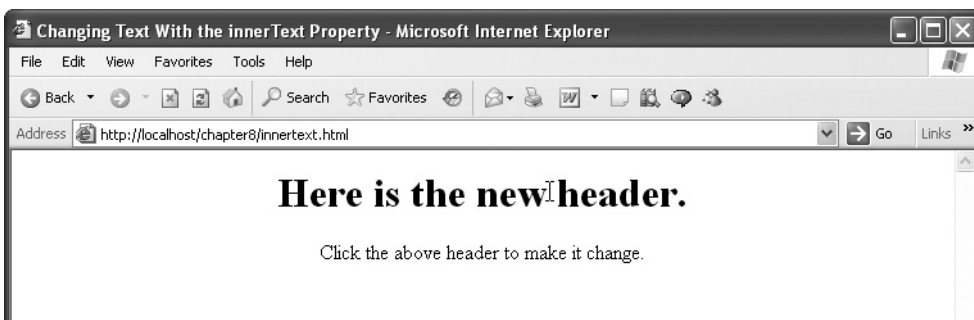 Changing Text With the innerText Property - Microsoft Internet Explorer
File Edit View Favorites Tools Help
Back Search Favorites
Address http://localhost/chapter8/innertext.html Go Links »
Here is the new header.
Click the above header to make it change.